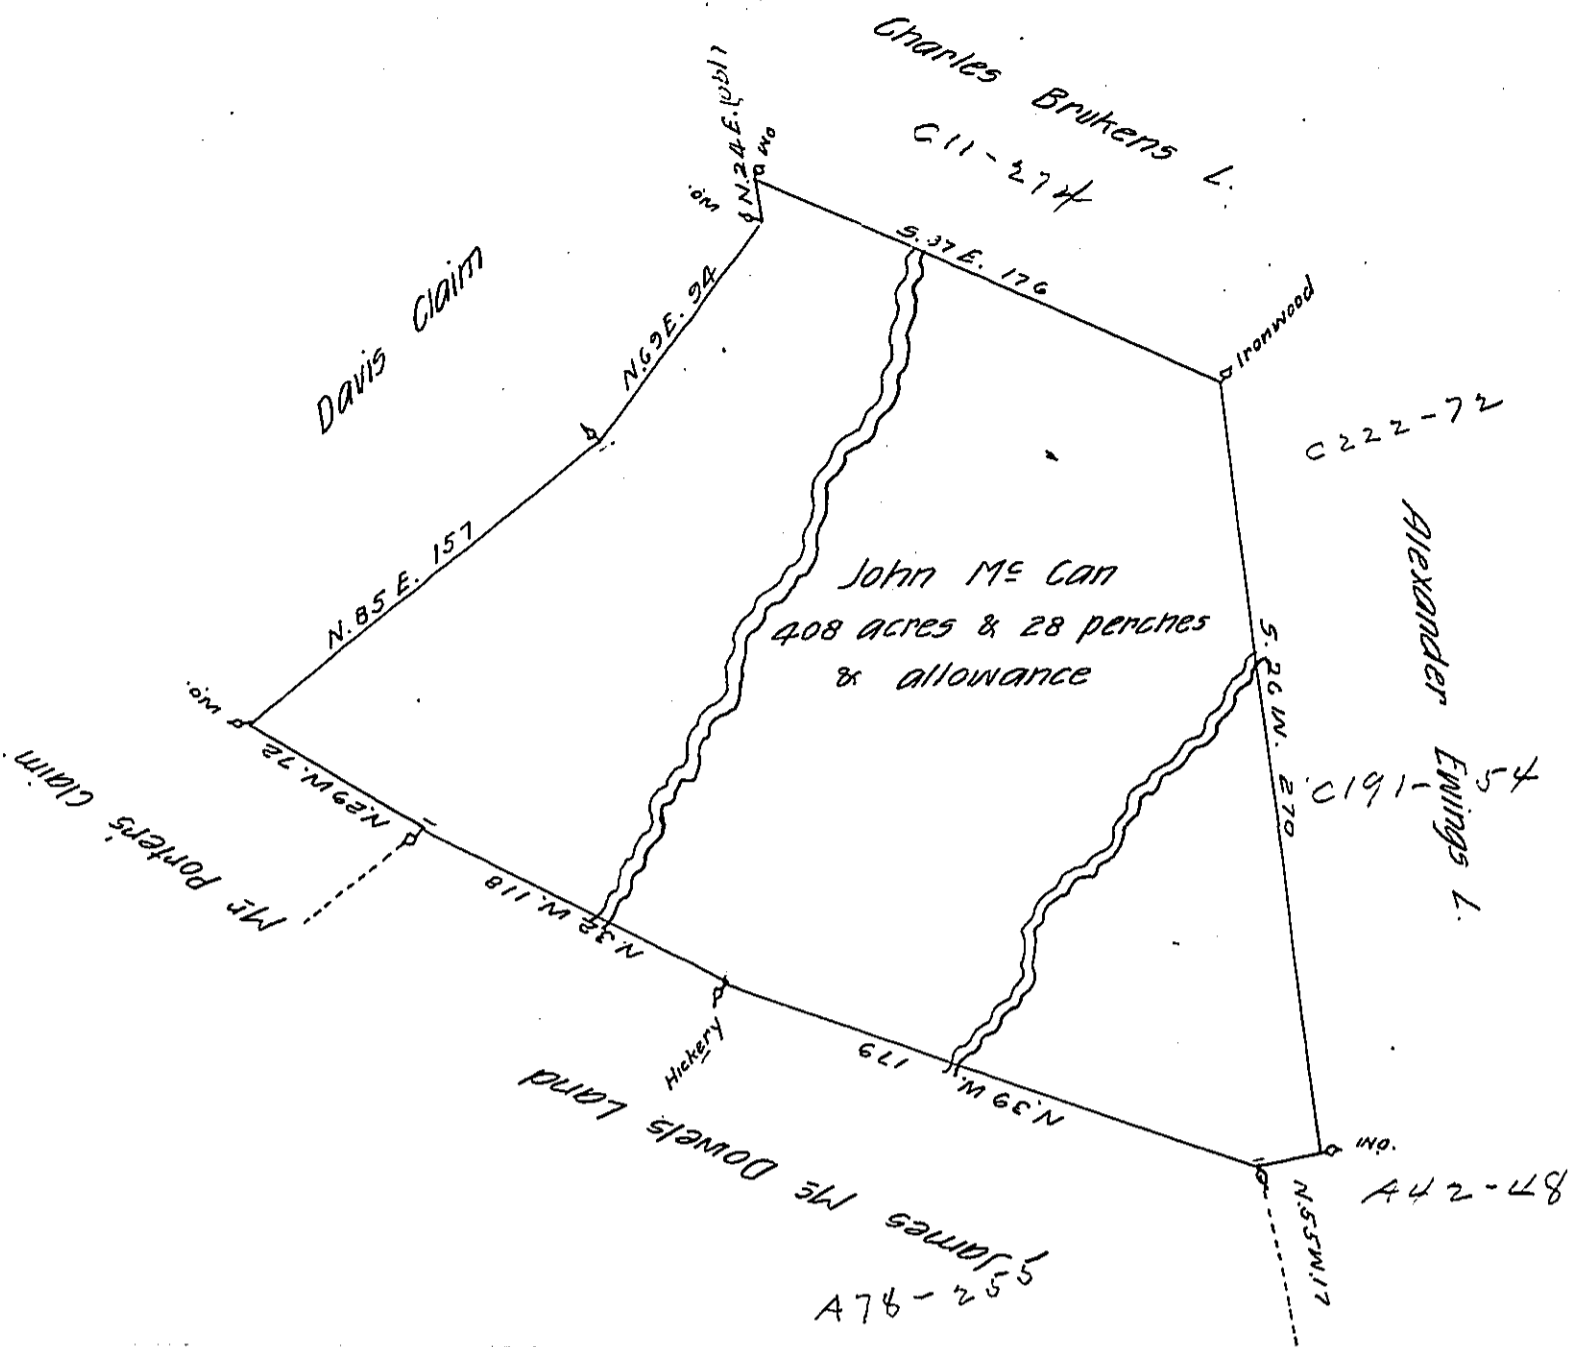 Charles Brukens L.
C11-274
W.O.
W.O.
S. 37 E. 176
N. 69 E. 94
Davis Claim
Ironwood
C222-72
N. 85 E. 157
John Mc Can
408 acres & 28 perches
& allowance
S. 26 W. 270
Alexander Ewings L.
C191-54
W.O.
N. 29 W. 72
Mr Porters Claim
N. 32 W. 118
Hickery
N. 39 W. 179
James Mc Dowels Land
A78-255
W.O.
N. 55 W. 17
A42-48